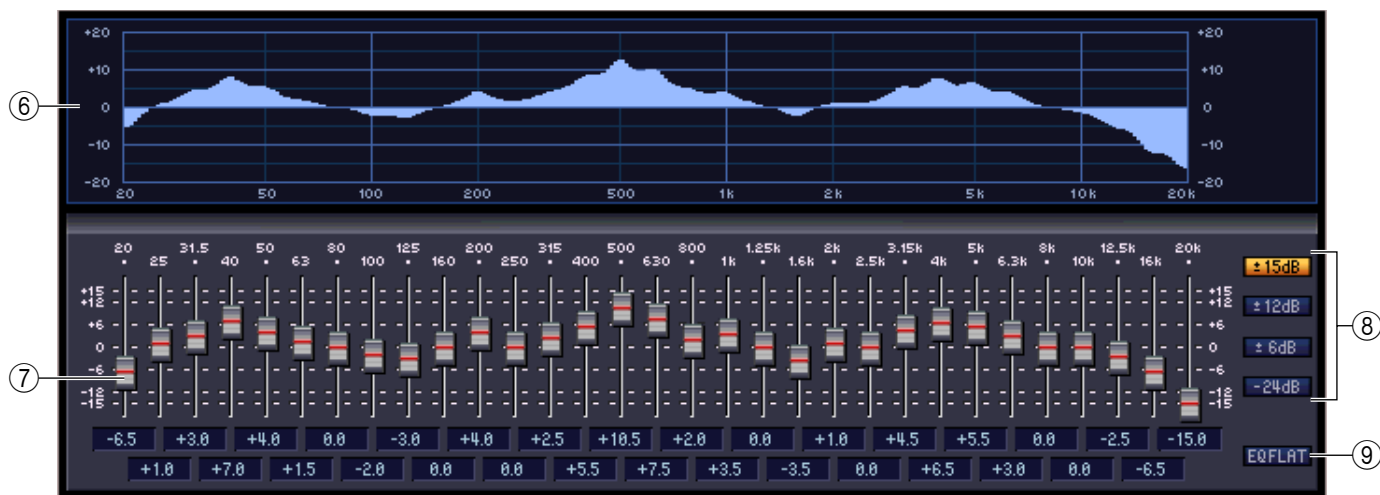 +20 +20
+10 +10
⑥ 0 0
-10 -10
-20 -20
20 50 100 200 500 1k 2k 5k 10k 20k
20 31.5 50 80 125 200 315 500 800 1.25k 2k 3.15k 5k 8k 12.5k 20k
25 40 63 100 160 250 400 630 1k 1.6k 2.5k 4k 6.3k 10k 16k
±15dB
+15 +15
+12 +12
±12dB
+6 +6
⑧
0 0
±6dB
⑦ -6 -6
-24dB
-12 -12
-15 -15
-6.5 +3.0 +4.0 0.0 -3.0 +4.0 +2.5 +10.5 +2.0 0.0 +1.0 +4.5 +5.5 0.0 -2.5 -15.0
EQFLAT ⑨
+1.0 +7.0 +1.5 -2.0 0.0 0.0 +5.5 +7.5 +3.5 -3.5 0.0 +6.5 +3.0 0.0 -6.5